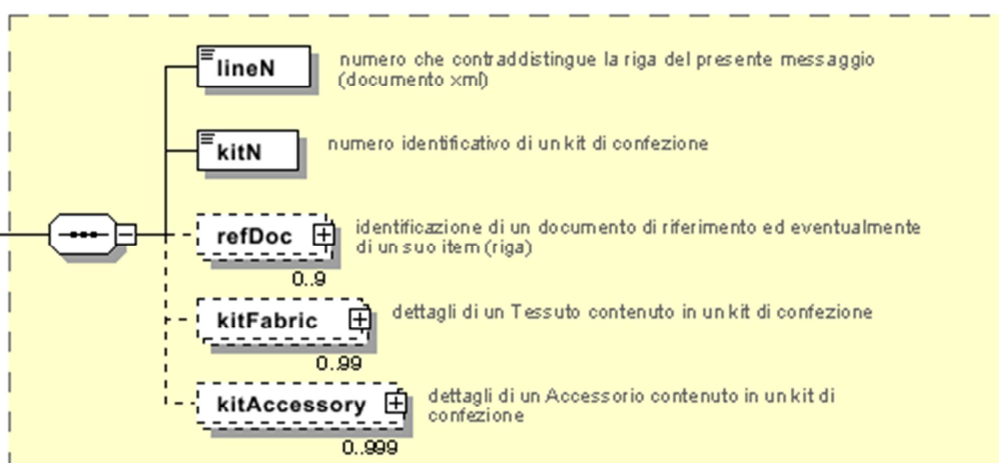 lineN
numero che contraddistingue la riga del presente messaggio
(documento xml)
kitN
numero identificativo di un kit di confezione
refDoc
identificazione di un documento di riferimento ed eventualmente
di un suo item (riga)
0..9
kitFabric
dettagli di un Tessuto contenuto in un kit di confezione
0..99
kitAccessory
dettagli di un Accessorio contenuto in un kit di
confezione
0..999